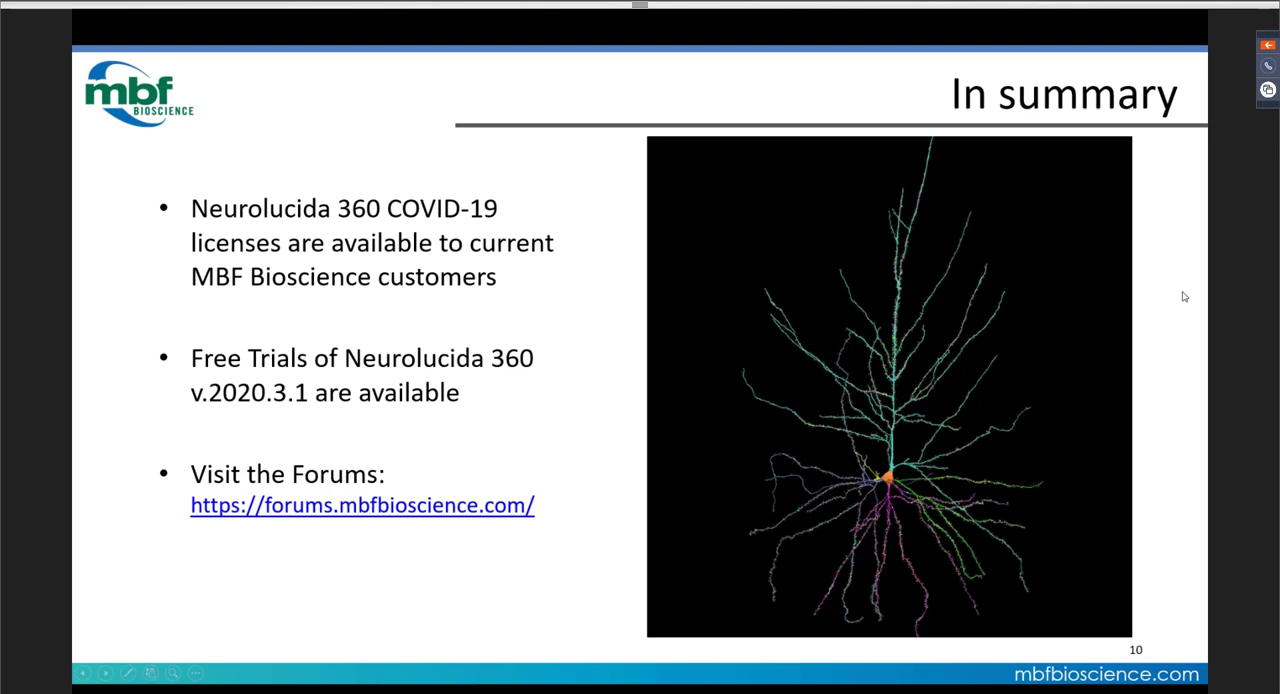 mbf
BIOSCIENCE
In summary
• Neurolucida 360 COVID-19
licenses are available to current
MBF Bioscience customers
• Free Trials of Neurolucida 360
v.2020.3.1 are available
• Visit the Forums:
https://forums.mbfbioscience.com/
10
mbfbioscience.com